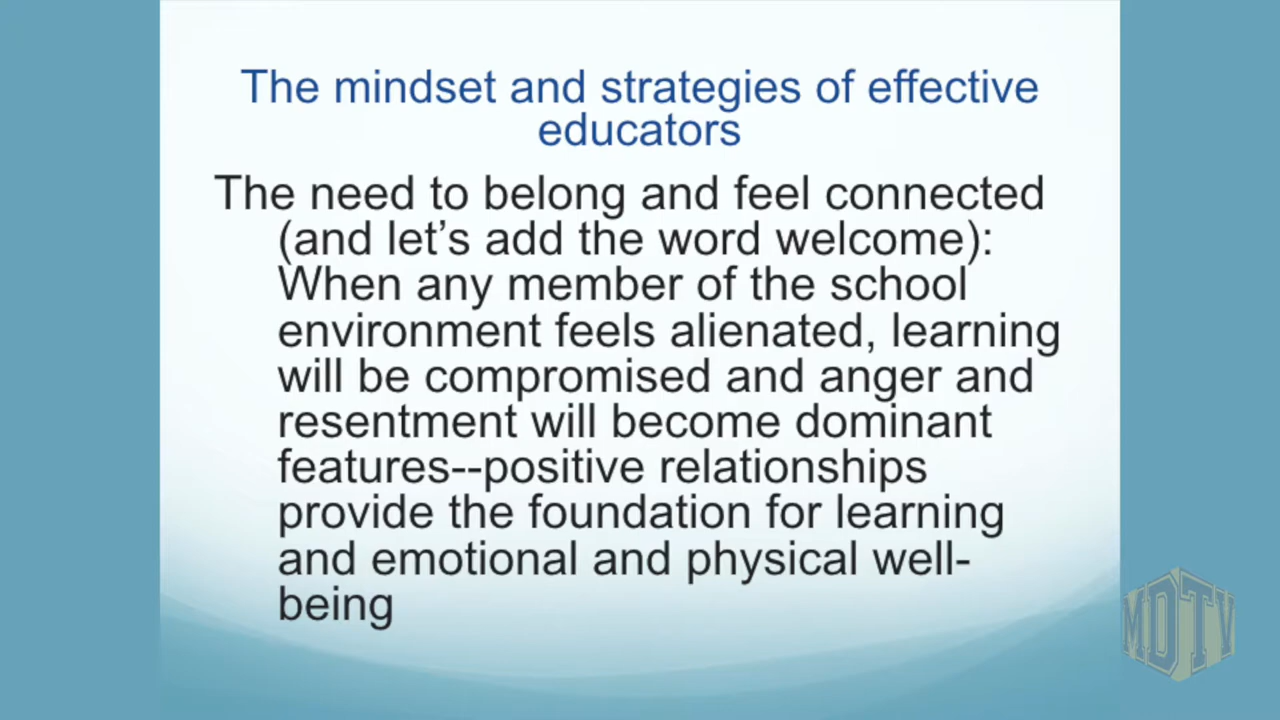 The mindset and strategies of effective
educators
The need to belong and feel connected
(and let’s add the word welcome):
When any member of the school
environment feels alienated, learning
will be compromised and anger and
resentment will become dominant
features--positive relationships
provide the foundation for learning
and emotional and physical well-
being
MDTV